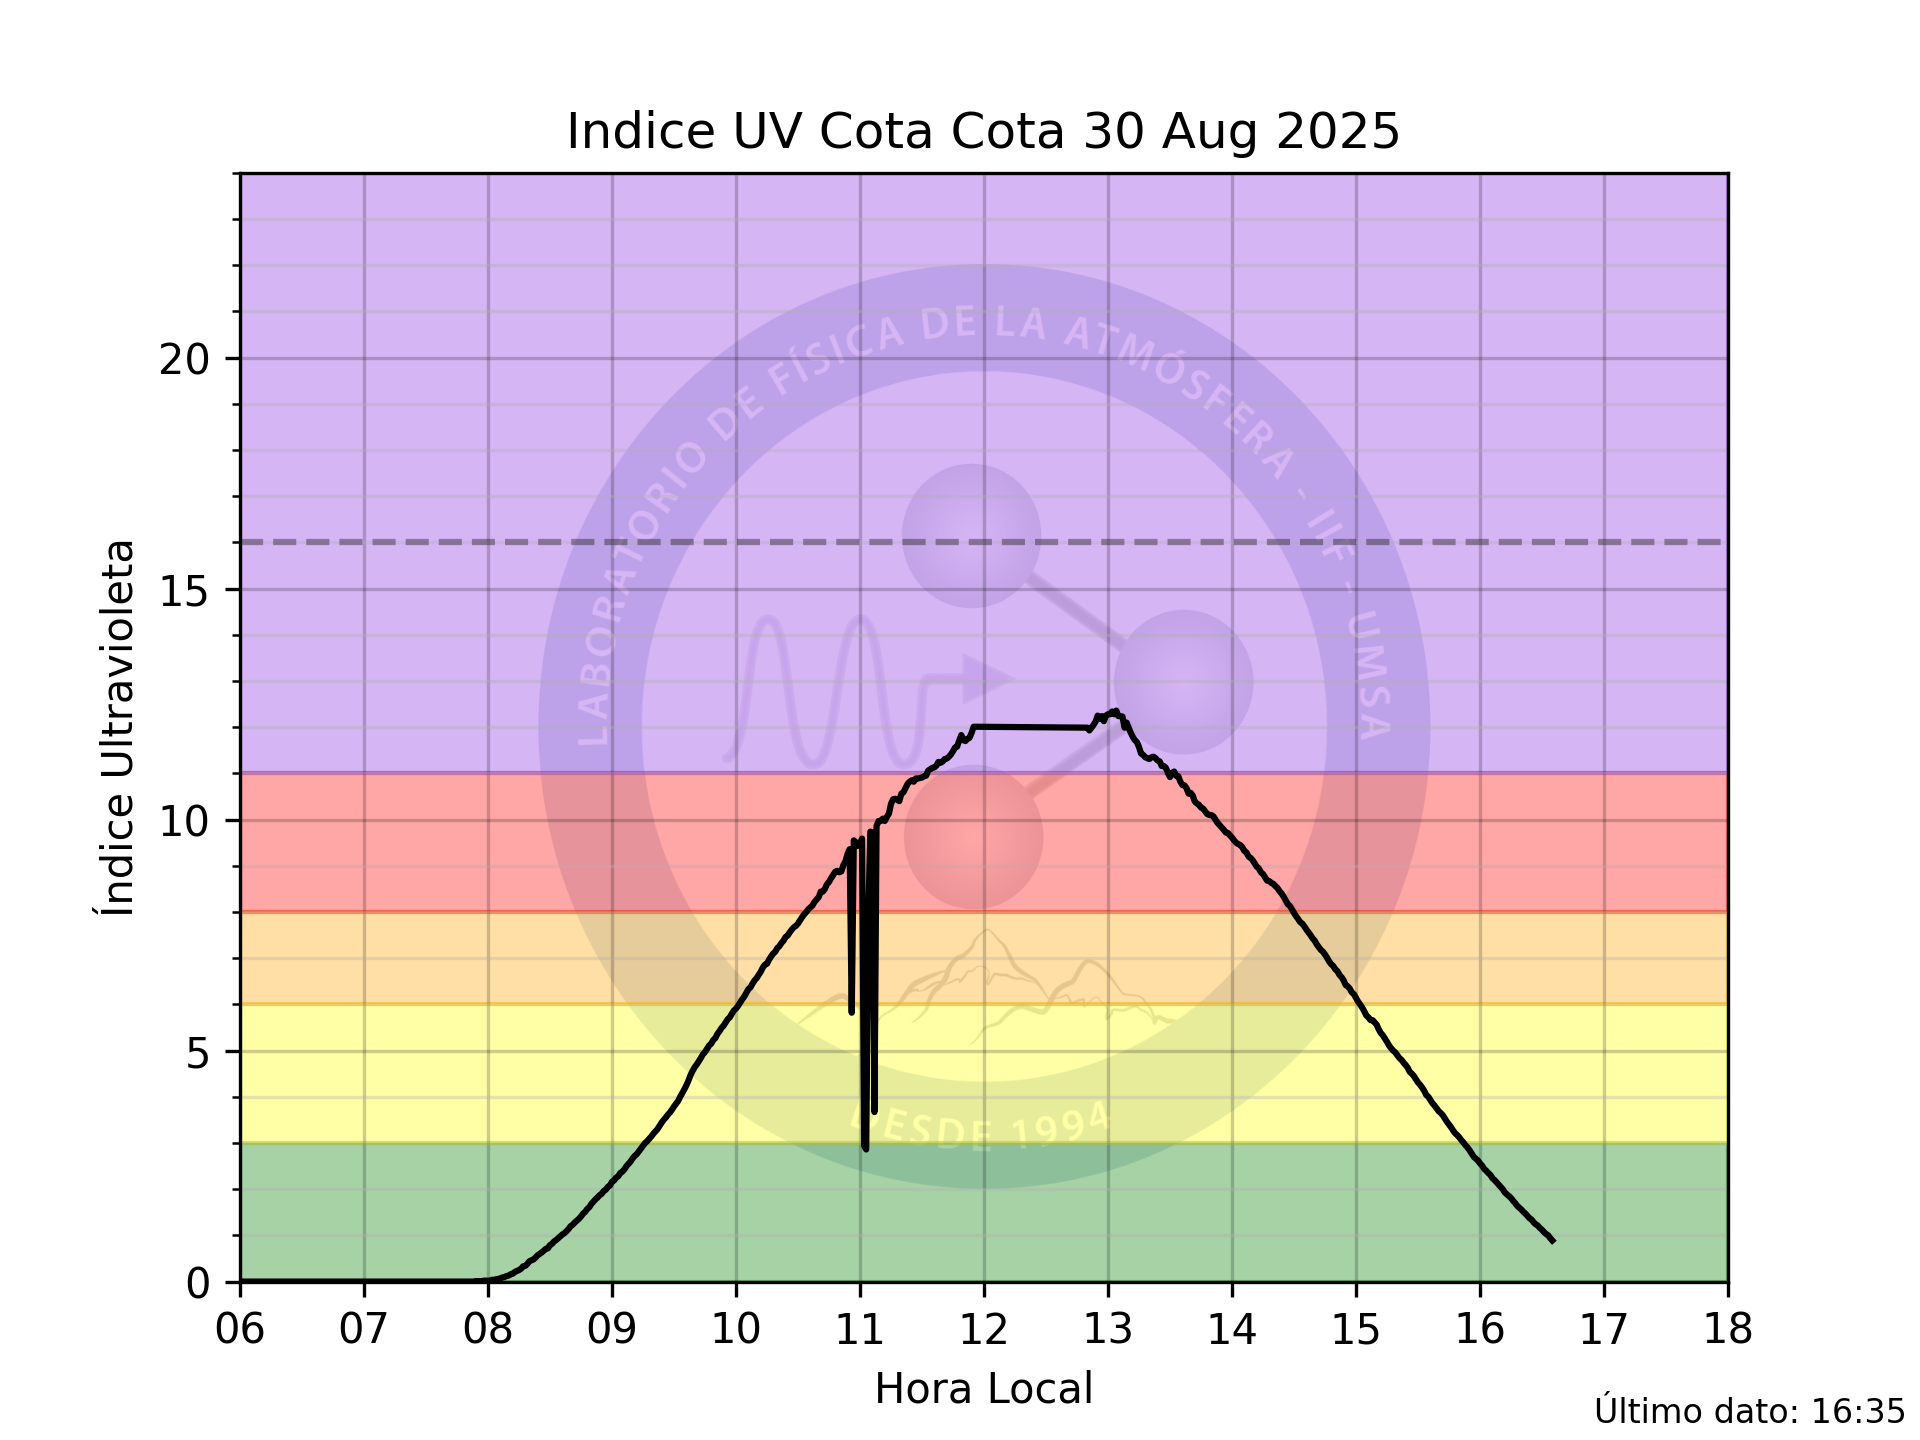 Indice UV Cota Cota 30 Aug 2025
Índice Ultravioleta
20
15
10
5
0
LABORATORIO DE FÍSICA DE LA ATMÓSFERA - IIF - UMSA
DESDE 1994
06 07 08 09 10 11 12 13 14 15 16 17 18
Hora Local
Último dato: 16:35